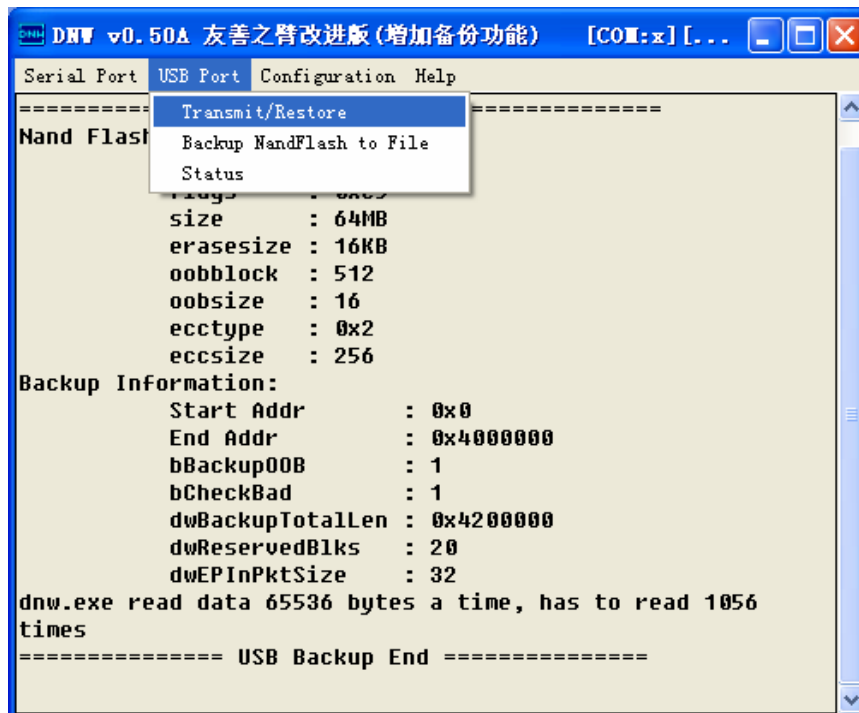 DNW v0.50A 友善之臂改进版(增加备份功能) [COM:x][...
Serial Port USB Port Configuration Help
Transmit/Restore
Backup NandFlash to File
Status
Nand Flash
size : 64MB
erasesize : 16KB
oobblock : 512
oobsize : 16
ecctype : 0x2
eccsize : 256
Backup Information:
Start Addr : 0x0
End Addr : 0x4000000
bBackupOOB : 1
bCheckBad : 1
dwBackupTotalLen : 0x4200000
dwReservedBlks : 20
dwEPInPktSize : 32
dnw.exe read data 65536 bytes a time, has to read 1056
times
=============== USB Backup End ===============